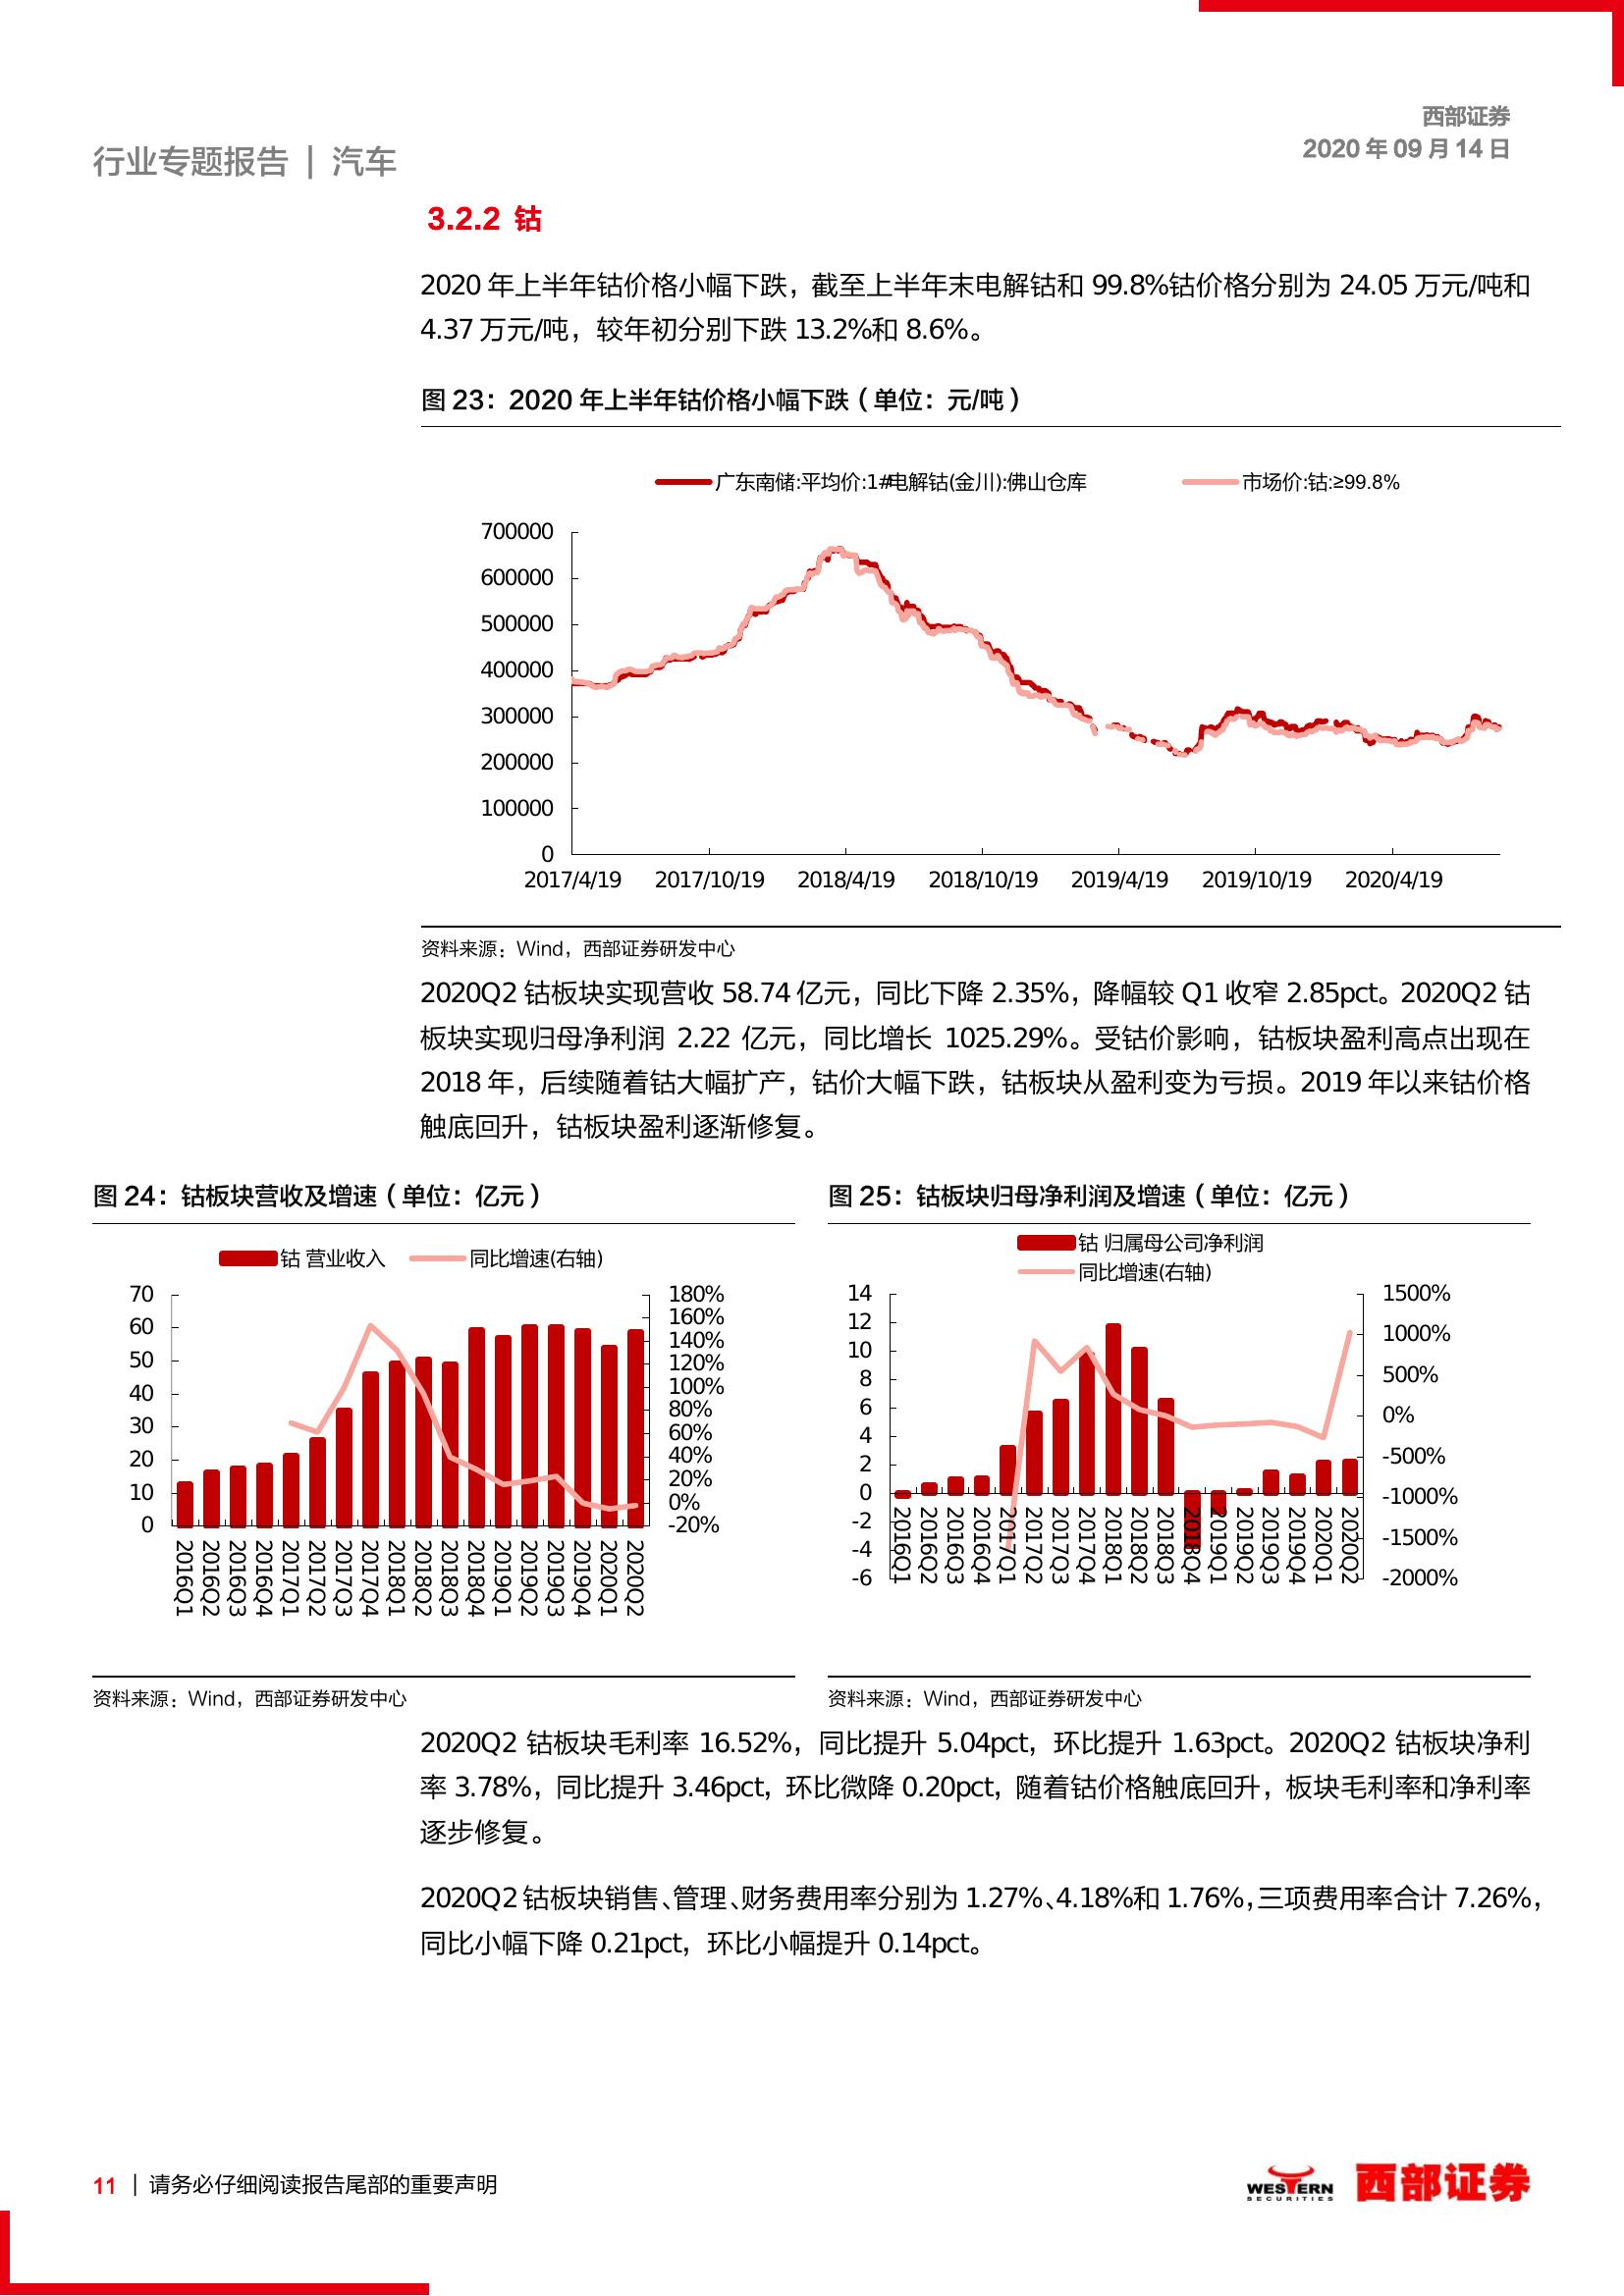 西部证券
2020 年 09 月 14 日
行业专题报告 | 汽车
3.2.2 钴
2020 年上半年钴价格小幅下跌，截至上半年末电解钴和 99.8%钴价格分别为 24.05 万元/吨和
4.37 万元/吨，较年初分别下跌 13.2%和 8.6%。
图 23：2020 年上半年钴价格小幅下跌（单位：元/吨）
广东南储:平均价:1#电解钴(金川):佛山仓库 市场价:钴:≥99.8%
700000
600000
500000
400000
300000
200000
100000
0
2017/4/19 2017/10/19 2018/4/19 2018/10/19 2019/4/19 2019/10/19 2020/4/19
资料来源：Wind，西部证券研发中心
2020Q2 钴板块实现营收 58.74 亿元，同比下降 2.35%，降幅较 Q1 收窄 2.85pct。2020Q2 钴
板块实现归母净利润 2.22 亿元，同比增长 1025.29%。受钴价影响，钴板块盈利高点出现在
2018 年，后续随着钴大幅扩产，钴价大幅下跌，钴板块从盈利变为亏损。2019 年以来钴价格
触底回升，钴板块盈利逐渐修复。
图 24：钴板块营收及增速（单位：亿元）
钴 营业收入 同比增速(右轴)
70
60
50
40
30
20
10
0
180%
160%
140%
120%
100%
80%
60%
40%
20%
0%
-20%
2016Q1 2016Q2 2016Q3 2016Q4 2017Q1 2017Q2 2017Q3 2017Q4 2018Q1 2018Q2 2018Q3 2018Q4 2019Q1 2019Q2 2019Q3 2019Q4 2020Q1 2020Q2
资料来源：Wind，西部证券研发中心
图 25：钴板块归母净利润及增速（单位：亿元）
钴 归属母公司净利润
同比增速(右轴)
14
12
10
8
6
4
2
0
-2
-4
-6
1500%
1000%
500%
0%
-500%
-1000%
-1500%
-2000%
2016Q1 2016Q2 2016Q3 2016Q4 2017Q1 2017Q2 2017Q3 2017Q4 2018Q1 2018Q2 2018Q3 2018Q4 2019Q1 2019Q2 2019Q3 2019Q4 2020Q1 2020Q2
资料来源：Wind，西部证券研发中心
2020Q2 钴板块毛利率 16.52%，同比提升 5.04pct，环比提升 1.63pct。2020Q2 钴板块净利
率 3.78%，同比提升 3.46pct，环比微降 0.20pct，随着钴价格触底回升，板块毛利率和净利率
逐步修复。
2020Q2 钴板块销售、管理、财务费用率分别为 1.27%、4.18%和 1.76%，三项费用率合计 7.26%，
同比小幅下降 0.21pct，环比小幅提升 0.14pct。
11 | 请务必仔细阅读报告尾部的重要声明
WESTERN
SECURITIES
西部证券